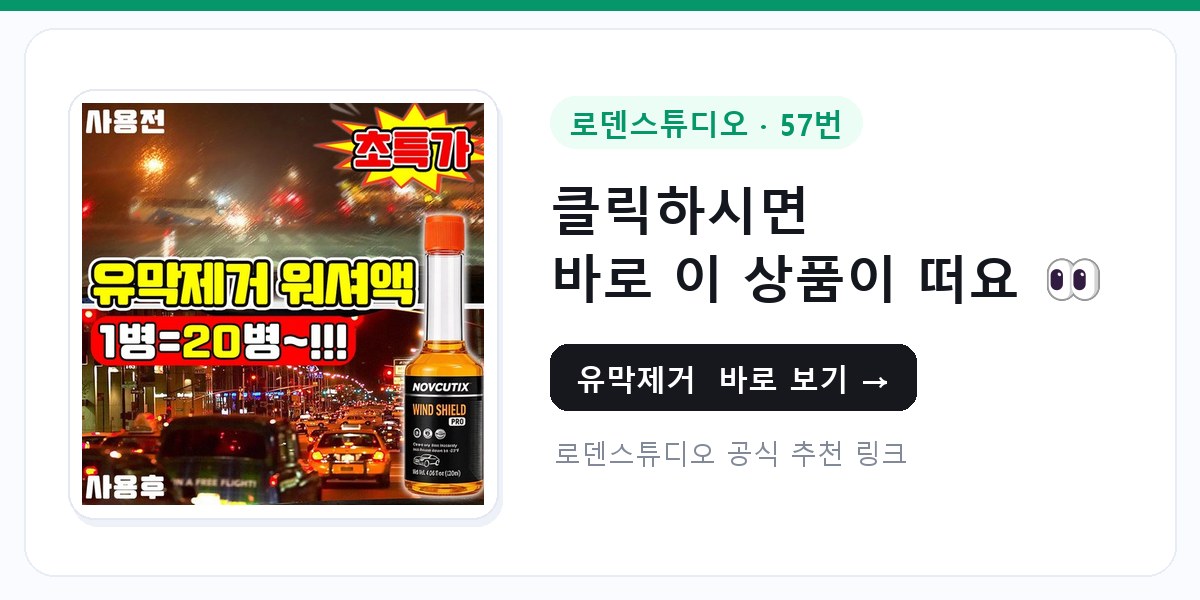 사용전
초특가
유막제거 워셔액
1병=20병~!!!
NOVCUTIX
WIND SHIELD
PRO
사용후
IN A FREE FLIGHT!
로덴스튜디오 · 57번
클릭하시면
바로 이 상품이 떠요 👀
유막제거 바로 보기 →
로덴스튜디오 공식 추천 링크